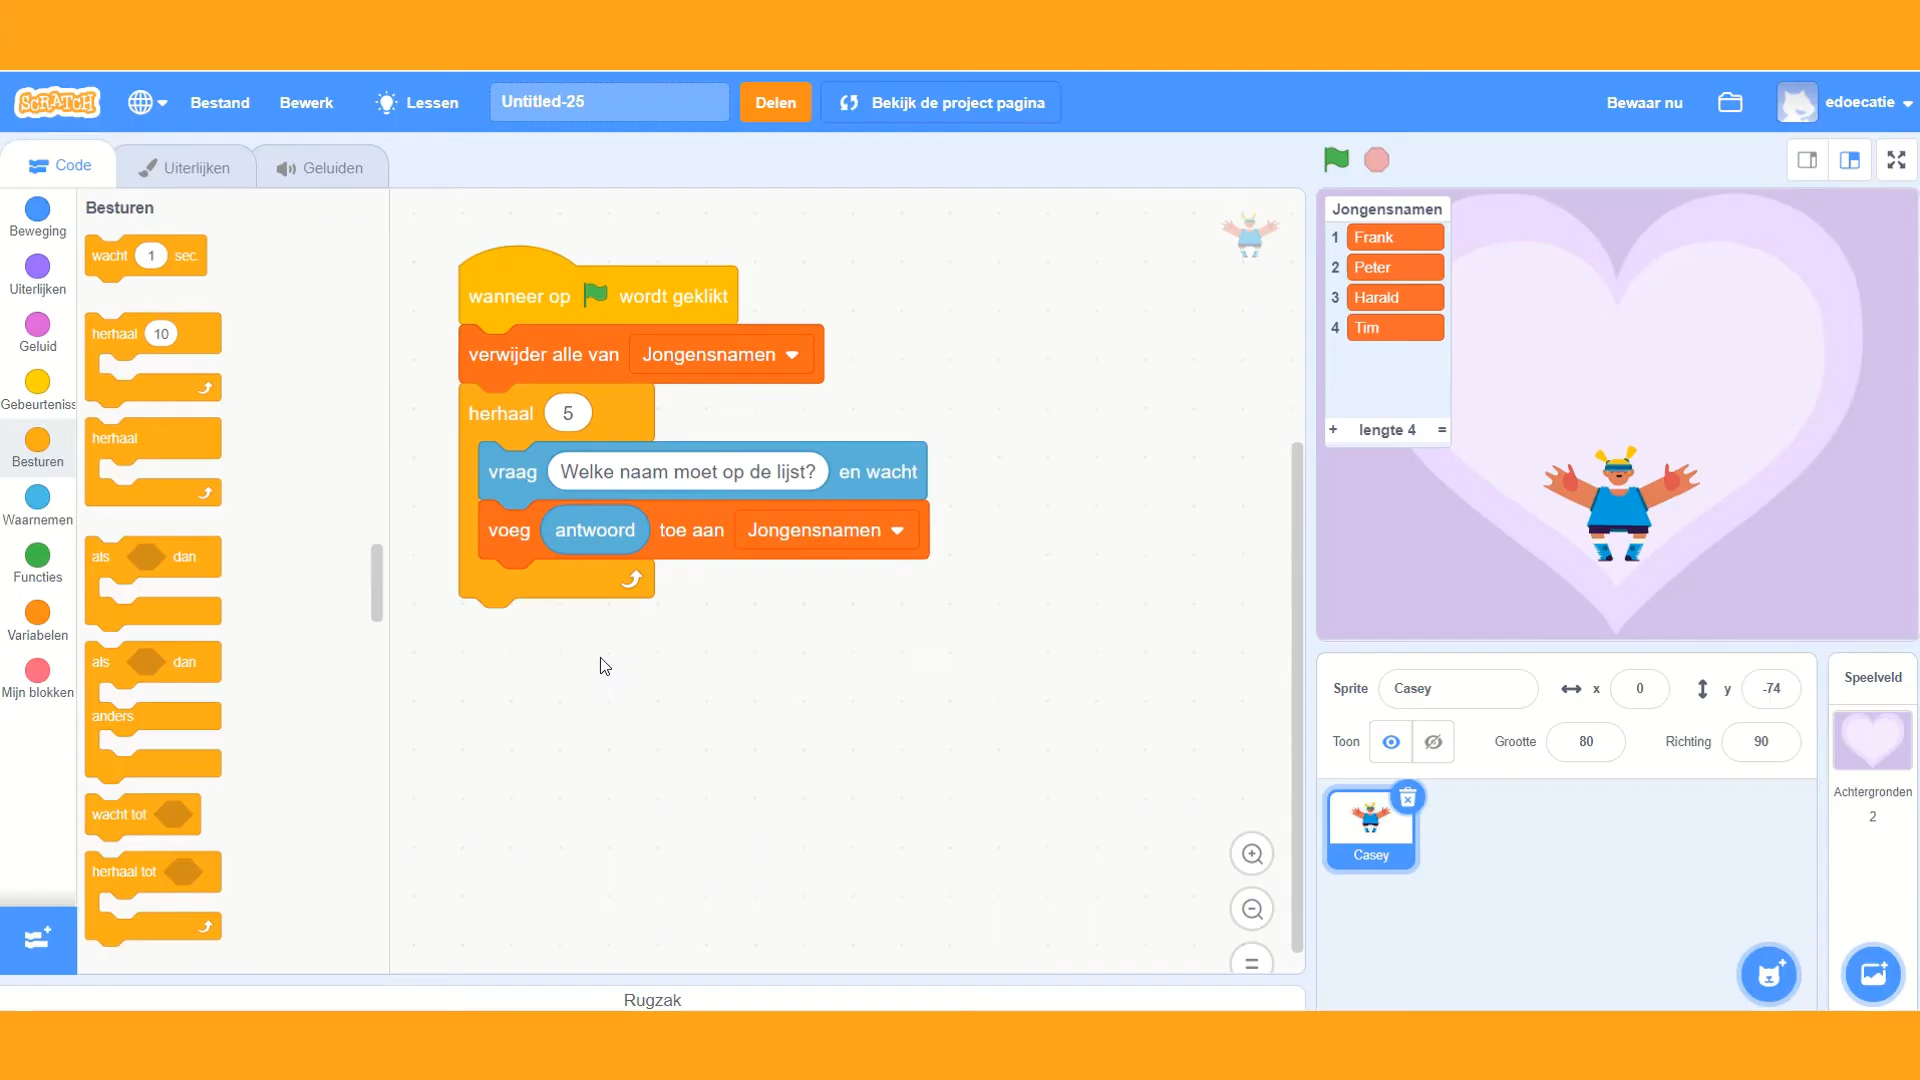 SCRATCH
Bestand
Bewerk
Lessen
Untitled-25
Delen
Bekijk de project pagina
Bewaar nu
edoecatie
Code
Uiterlijken
Geluiden
Beweging
Uiterlijken
Geluid
Gebeurteniss
Besturen
Waarnemen
Functies
Variabelen
Mijn blokken
Besturen
wacht 1 sec.
herhaal 10
herhaal
als dan
als dan
anders
wacht tot
herhaal tot
wanneer op wordt geklikt
verwijder alle van Jongensnamen
herhaal 5
vraag Welke naam moet op de lijst? en wacht
voeg antwoord toe aan Jongensnamen
Rugzak
Jongensnamen
1 Frank
2 Peter
3 Harald
4 Tim
+ lengte 4 =
Sprite Casey x 0 y -74
Toon Grootte 80 Richting 90
Casey
Speelveld
Achtergronden
2